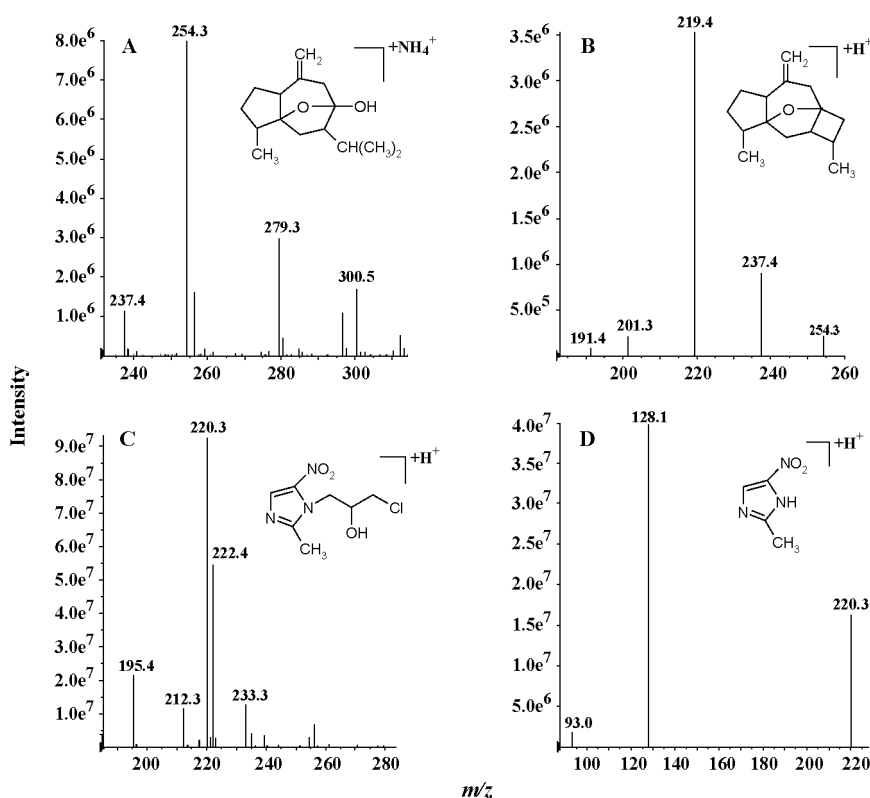 A
8.0e⁶
7.0e⁶
6.0e⁶
5.0e⁶
4.0e⁶
3.0e⁶
2.0e⁶
1.0e⁶
254.3
279.3
300.5
237.4
+NH₄⁺
CH₂
O
OH
CH₃
CH(CH₃)₂
240 260 280 300
B
3.5e⁶
3.0e⁶
2.5e⁶
2.0e⁶
1.5e⁶
1.0e⁶
5.0e⁵
219.4
237.4
254.3
201.3
191.4
+H⁺
CH₂
O
CH₃
CH₃
200 220 240 260
Intensity
C
9.0e⁷
8.0e⁷
7.0e⁷
6.0e⁷
5.0e⁷
4.0e⁷
3.0e⁷
2.0e⁷
1.0e⁷
220.3
222.4
195.4
212.3
233.3
+H⁺
NO₂
N
N
Cl
OH
CH₃
200 220 240 260 280
D
4.0e⁷
3.5e⁷
3.0e⁷
2.5e⁷
2.0e⁷
1.5e⁷
1.0e⁷
5.0e⁶
128.1
220.3
93.0
+H⁺
NO₂
N
NH
CH₃
100 120 140 160 180 200 220
m/z